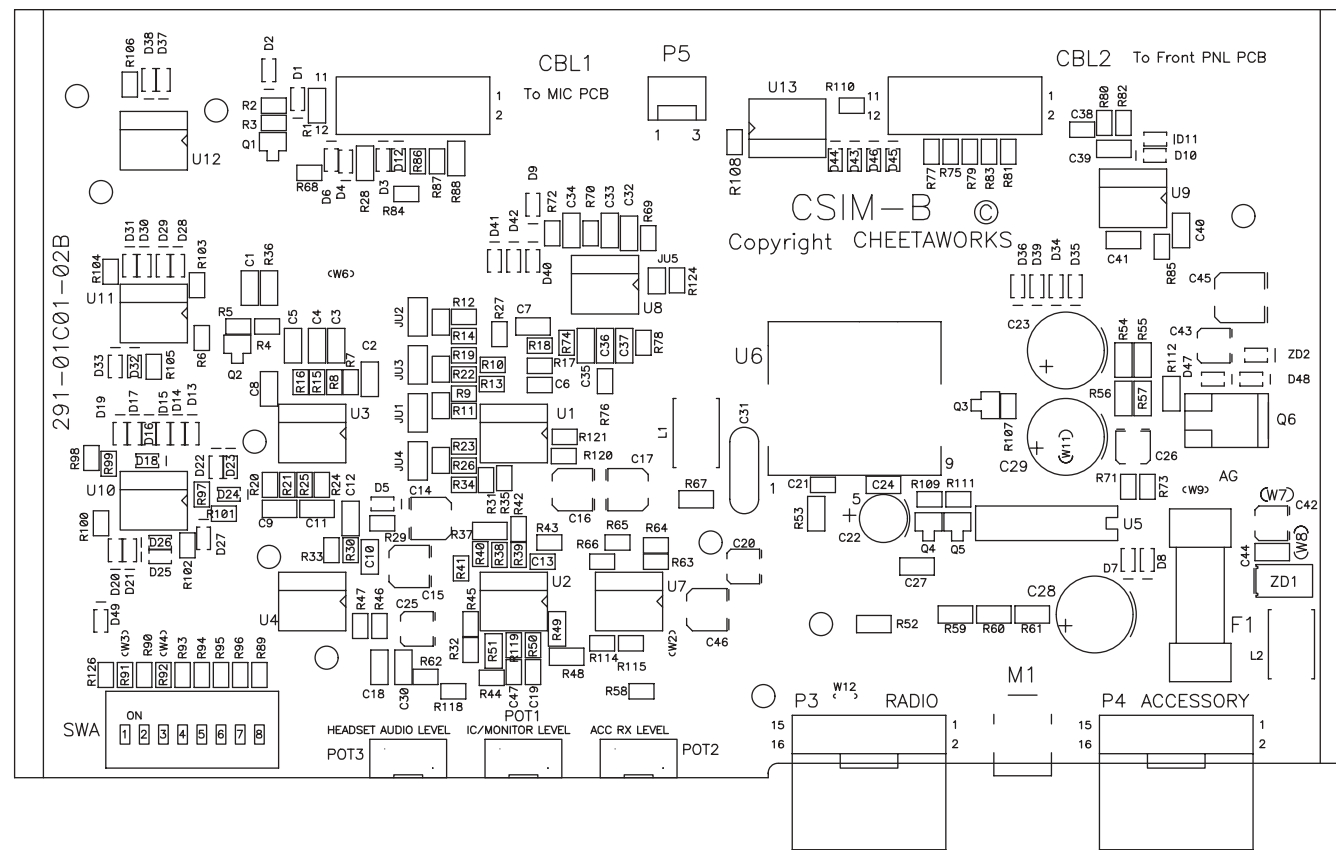 R106
D38
D37
D2
D1
11
12
CBL1
To MIC PCB
1
2
P5
1 3
U13
R110
11
12
CBL2 To Front PNL PCB
1
2
C38
R80
R82
C39
ID11
D10
U12
R2
R3
Q1
R1
R68
D6
D4
R28
D3
D12
R84
R86
R87
R88
R108
D44
D43
D46
D45
R77
R75
R79
R83
R81
U9
C40
C41
R85
CSIM-B ©
Copyright CHEETAWORKS
D9
D41
D42
D40
R72
C34
R70
C33
C32
R69
JU5
R124
U8
291-01C01-02B
D31
D30
D29
D28
R104
R103
U11
C1
R36
(W6)
R5
R4
R6
Q2
C5
C4
C3
R7
C2
R16
R15
R8
C8
D33
D32
R105
JU2
JU3
JU1
JU4
R12
R14
R19
R22
R9
R11
R23
R26
R34
R27
R10
R13
C7
R18
R17
C6
R74
C35
C36
C37
R78
R76
U6
9
1
D36
D39
D34
D35
C23
C45
C43
ZD2
D48
D47
R54
R55
R112
R56
R57
Q3
R107
C29
(W11)
C26
Q6
AG
D19
D17
D16
D15
D14
D13
R98
R99
D18
U10
D22
D23
R97
D24
R101
D27
R100
D20
D21
D26
D25
R102
U3
R20
R21
R25
R24
C9
C11
C12
D5
R29
C14
R33
R30
C10
C15
U1
R121
R120
R31
R35
R42
C16
C17
L1
C31
R67
C21
R53
C24
5
C22
R109
R111
Q4
Q5
C27
R71
R73
(W9)
U5
(W7)
C42
C44
(W8)
ZD1
D7
D8
C28
F1
L2
R37
R40
R38
R39
R41
R43
C13
R65
R66
R64
R63
C20
U2
U7
C46
(W2)
U4
R47
R46
C25
R45
R32
R51
R119
R50
R49
R48
R114
R115
R58
C18
C30
R62
R118
R44
C47
C19
R52
R59
R60
R61
M1
D49
R126
(W3)
R91
R90
(W4)
R92
R93
R94
R95
R96
R89
SWA
ON
1 2 3 4 5 6 7 8
POT1
HEADSET AUDIO LEVEL IC/MONITOR LEVEL ACC RX LEVEL
POT3
POT2
W12
P3 RADIO
15
16
1
2
P4 ACCESSORY
15
16
1
2